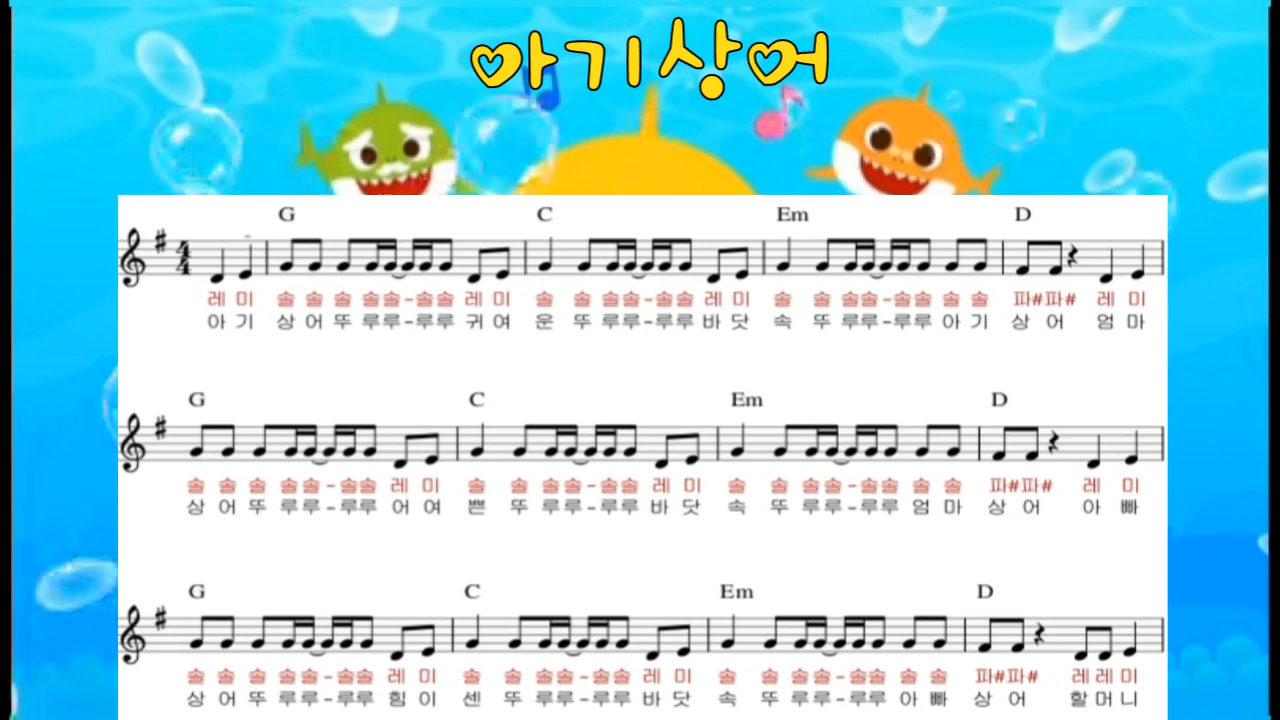 아기상어
G C Em D
4 4
레 미 솔 솔 솔 솔솔-솔솔 레 미 솔 솔 솔솔-솔솔 레 미 솔 솔 솔솔-솔솔 솔 솔 파#파# 레 미
아 기 상 어 뚜 루루-루루 귀 여 운 뚜 루루-루루 바 닷 속 뚜 루루-루루 아 기 상 어 엄 마
G C Em D
솔 솔 솔 솔솔-솔솔 레 미 솔 솔 솔솔-솔솔 레 미 솔 솔 솔솔-솔솔 솔 솔 파#파# 레 미
상 어 뚜 루루-루루 어 여 쁜 뚜 루루-루루 바 닷 속 뚜 루루-루루 엄 마 상 어 아 빠
G C Em D
솔 솔 솔 솔솔-솔솔 레 미 솔 솔 솔솔-솔솔 레 미 솔 솔 솔솔-솔솔 솔 솔 파#파# 레레미
상 어 뚜 루루-루루 힘 이 센 뚜 루루-루루 바 닷 속 뚜 루루-루루 아 빠 상 어 할머니